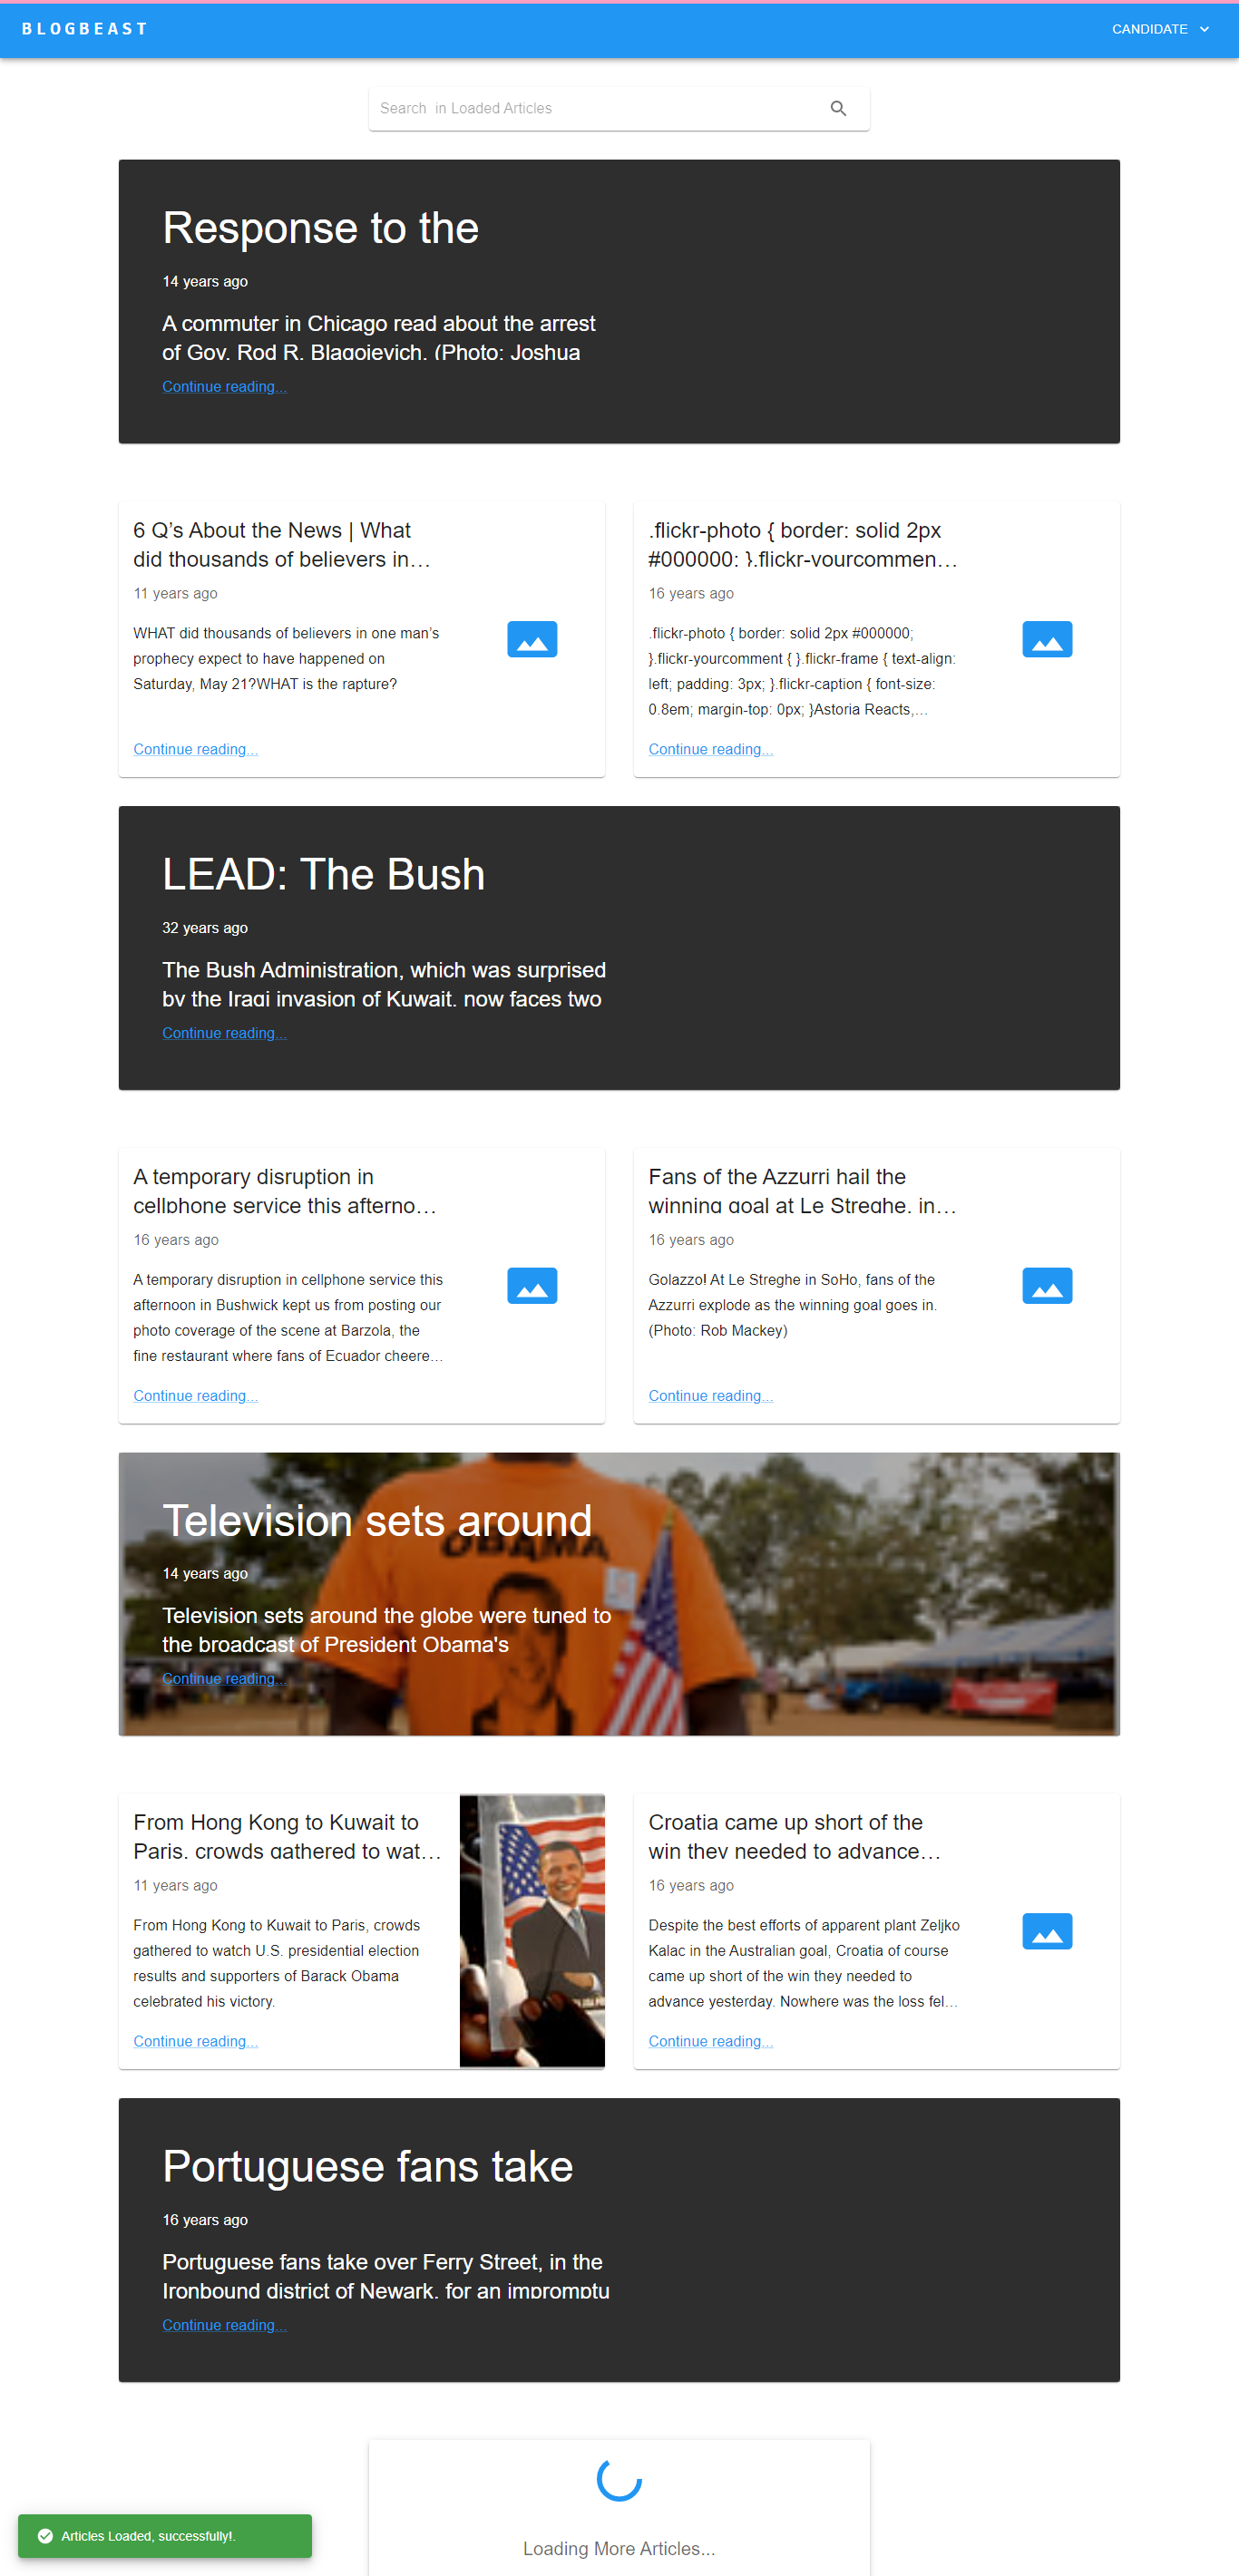 BLOGBEAST
CANDIDATE
Search in Loaded Articles
Response to the
14 years ago
A commuter in Chicago read about the arrest
of Gov. Rod R. Blagojevich. (Photo: Joshua
Continue reading...
6 Q’s About the News | What
did thousands of believers in…
11 years ago
WHAT did thousands of believers in one man’s
prophecy expect to have happened on
Saturday, May 21?WHAT is the rapture?
Continue reading...
.flickr-photo { border: solid 2px
#000000; }.flickr-yourcommen…
16 years ago
.flickr-photo { border: solid 2px #000000;
}.flickr-yourcomment { }.flickr-frame { text-align:
left; padding: 3px; }.flickr-caption { font-size:
0.8em; margin-top: 0px; }Astoria Reacts,…
Continue reading...
LEAD: The Bush
32 years ago
The Bush Administration, which was surprised
by the Iraqi invasion of Kuwait, now faces two
Continue reading...
A temporary disruption in
cellphone service this afterno…
16 years ago
A temporary disruption in cellphone service this
afternoon in Bushwick kept us from posting our
photo coverage of the scene at Barzola, the
fine restaurant where fans of Ecuador cheere…
Continue reading...
Fans of the Azzurri hail the
winning goal at Le Streghe, in…
16 years ago
Golazzo! At Le Streghe in SoHo, fans of the
Azzurri explode as the winning goal goes in.
(Photo: Rob Mackey)
Continue reading...
Television sets around
OBAMA
14 years ago
Television sets around the globe were tuned to
the broadcast of President Obama's
Continue reading...
From Hong Kong to Kuwait to
Paris, crowds gathered to wat…
11 years ago
From Hong Kong to Kuwait to Paris, crowds
gathered to watch U.S. presidential election
results and supporters of Barack Obama
celebrated his victory.
Continue reading...
Croatia came up short of the
win they needed to advance…
16 years ago
Despite the best efforts of apparent plant Zeljko
Kalac in the Australian goal, Croatia of course
came up short of the win they needed to
advance yesterday. Nowhere was the loss fel…
Continue reading...
Portuguese fans take
16 years ago
Portuguese fans take over Ferry Street, in the
Ironbound district of Newark, for an impromptu
Continue reading...
Loading More Articles...
Articles Loaded, successfully!.